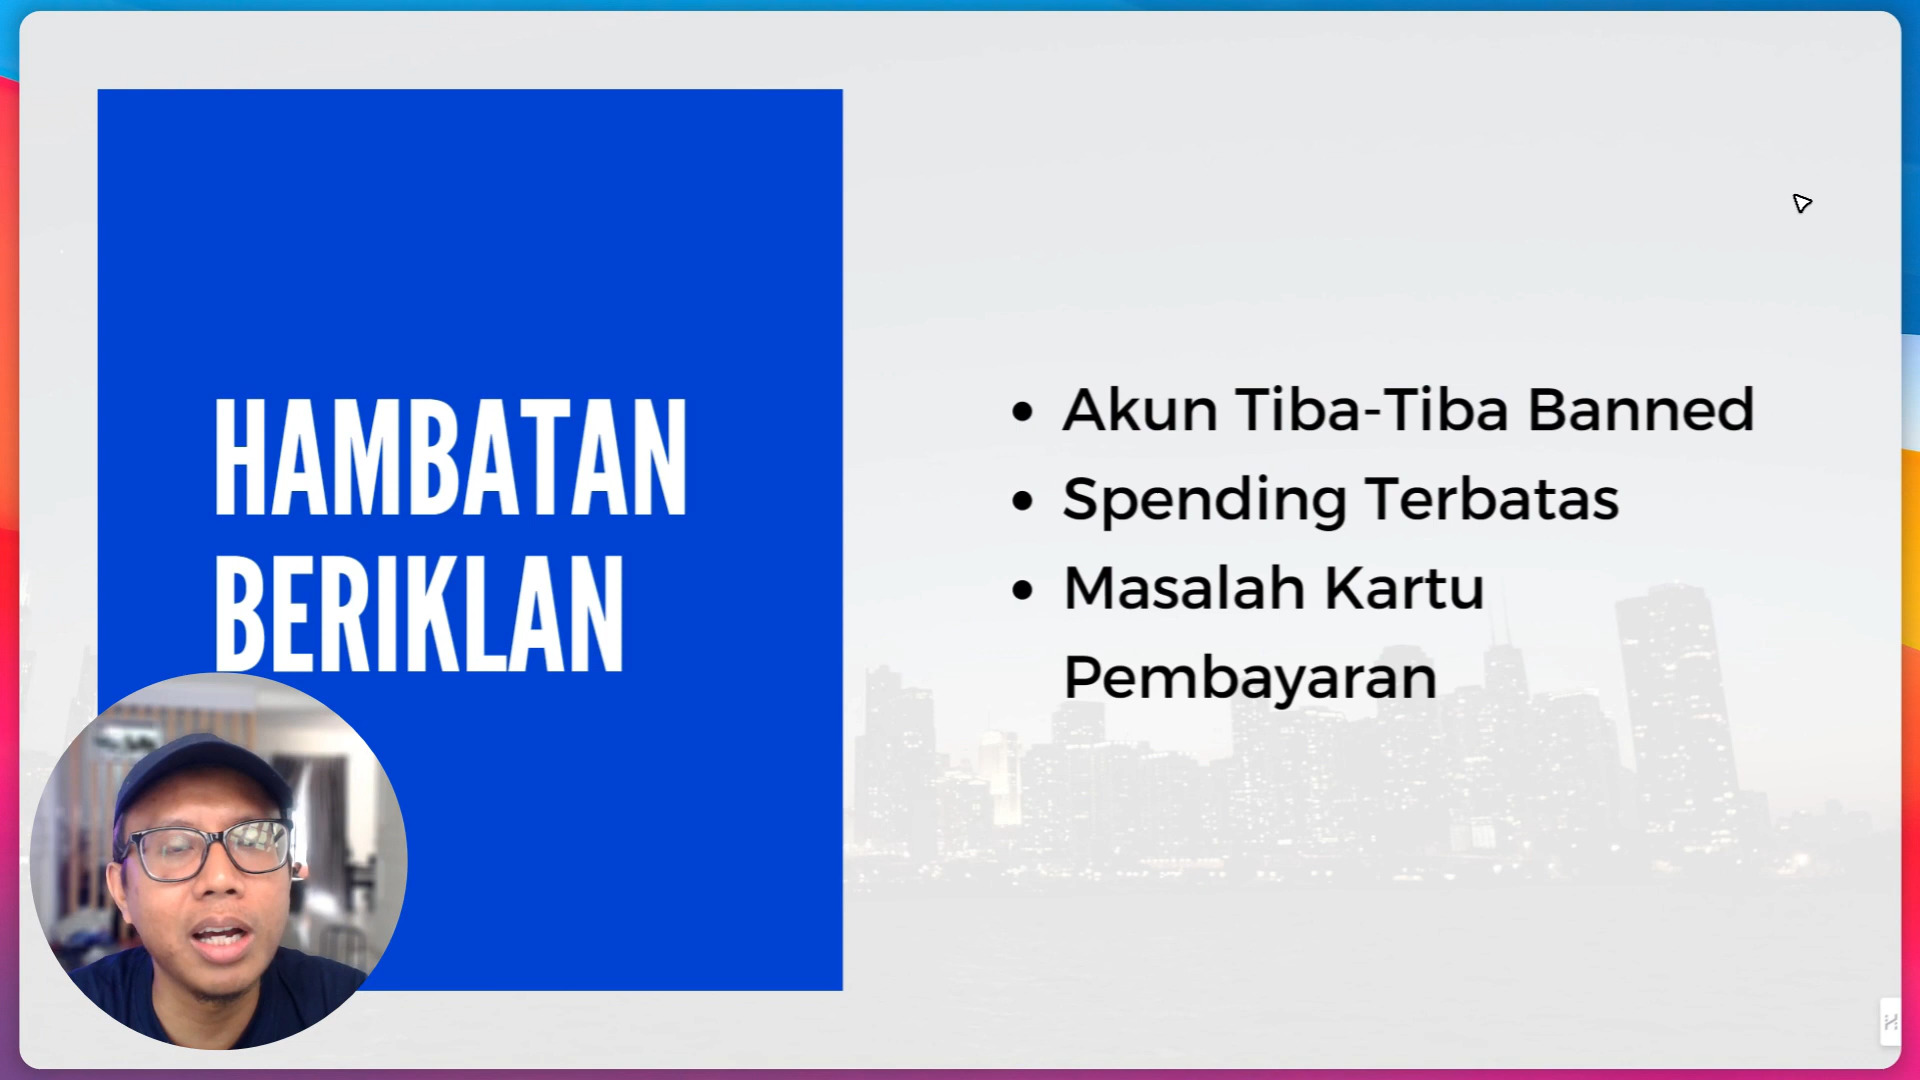 HAMBATAN
BERIKLAN
• Akun Tiba-Tiba Banned
• Spending Terbatas
• Masalah Kartu
Pembayaran